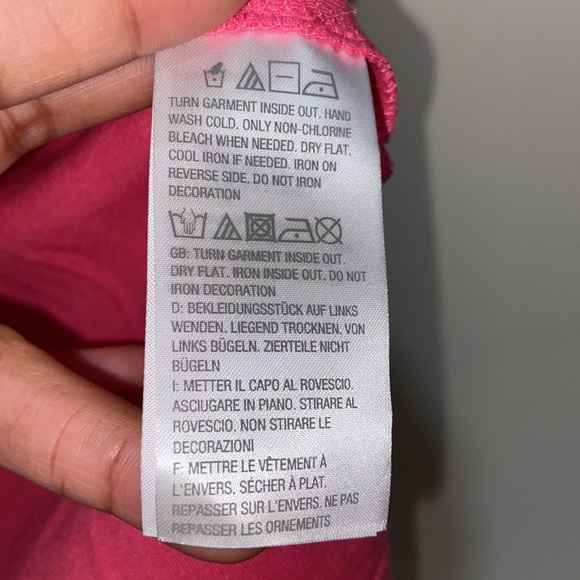 TURN GARMENT INSIDE OUT. HAND
WASH COLD. ONLY NON-CHLORINE
BLEACH WHEN NEEDED. DRY FLAT.
COOL IRON IF NEEDED. IRON ON
REVERSE SIDE. DO NOT IRON
DECORATION
GB: TURN GARMENT INSIDE OUT.
DRY FLAT. IRON INSIDE OUT. DO NOT
IRON DECORATION
D: BEKLEIDUNGSSTÜCK AUF LINKS
WENDEN. LIEGEND TROCKNEN. VON
LINKS BÜGELN. ZIERTEILE NICHT
BÜGELN
I: METTER IL CAPO AL ROVESCIO.
ASCIUGARE IN PIANO. STIRARE AL
ROVESCIO. NON STIRARE LE
DECORAZIONI
F: METTRE LE VÊTEMENT À
L'ENVERS. SÉCHER À PLAT.
REPASSER SUR L'ENVERS. NE PAS
REPASSER LES ORNEMENTS